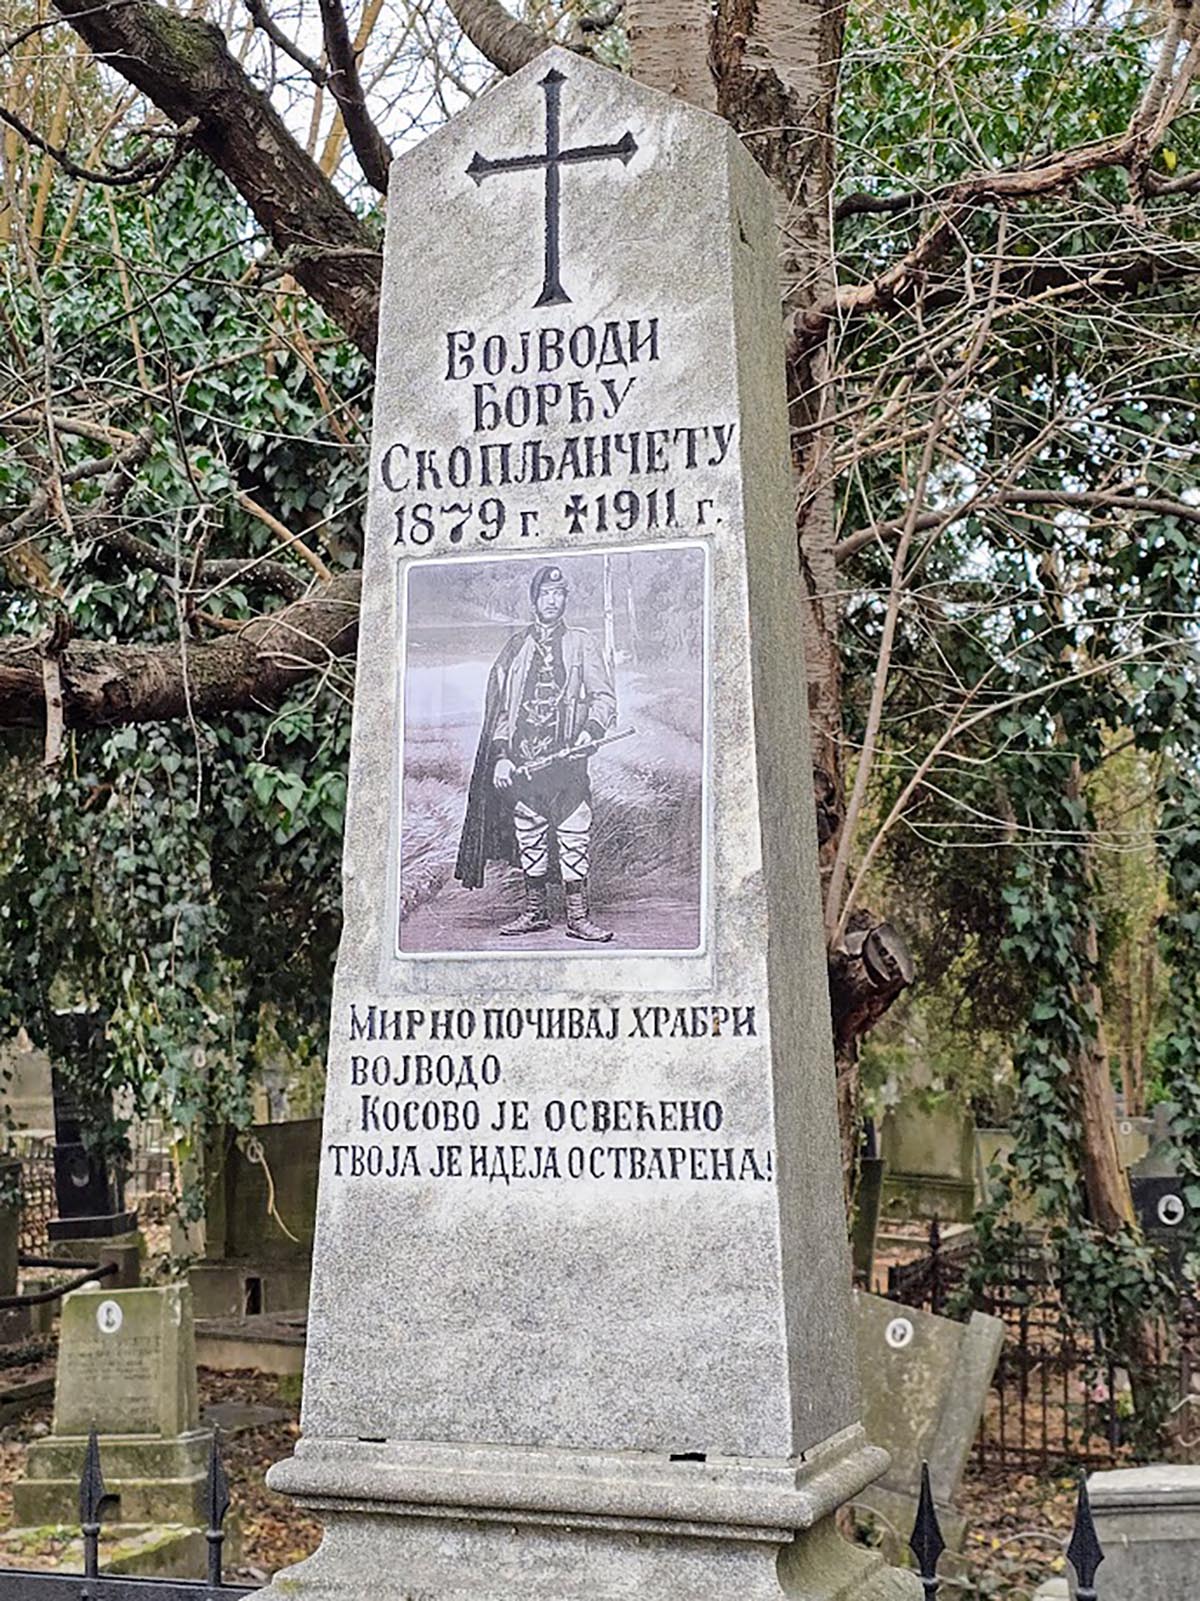 ВОЈВОДИ
ЂОРЂУ
СКОПЉАНЧЕТУ
1879 г. ✝1911 г.
МИРНО ПОЧИВАЈ ХРАБРИ
ВОЈВОДО.
КОСОВО ЈЕ ОСВЕЋЕНО
ТВОЈА ЈЕ ИДЕЈА ОСТВАРЕНА!